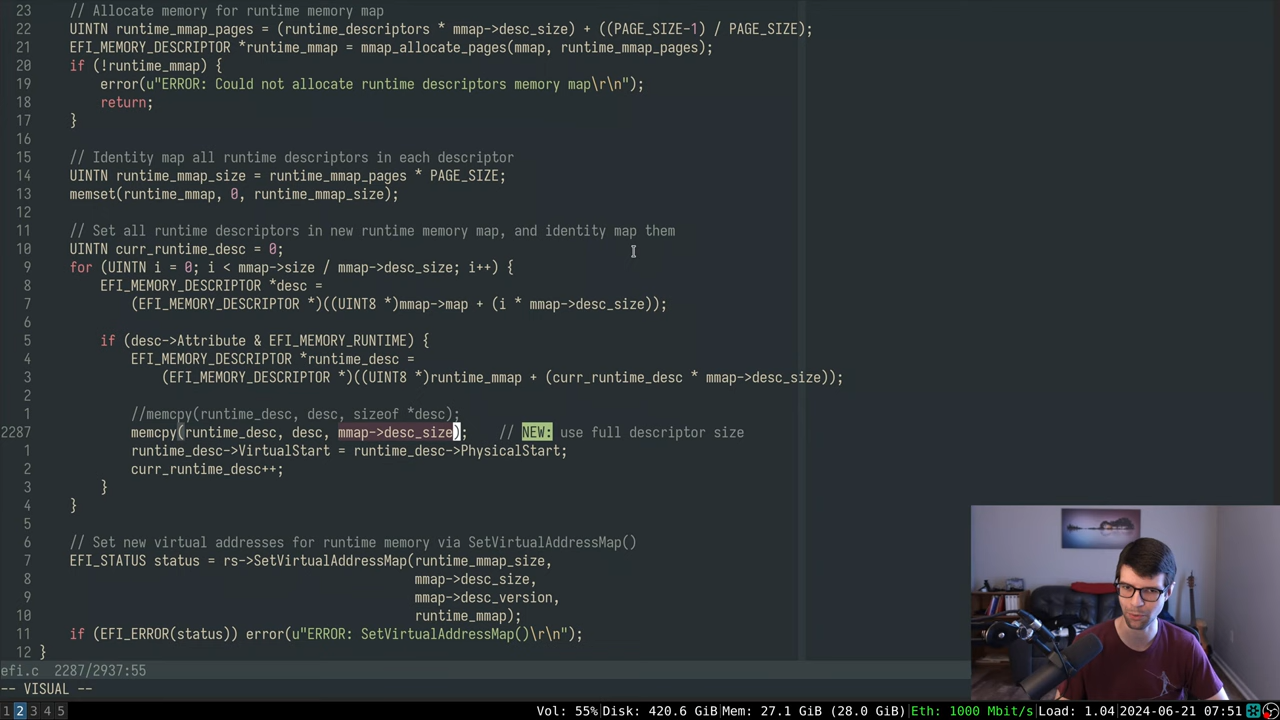 23 // Allocate memory for runtime memory map
22 UINTN runtime_mmap_pages = (runtime_descriptors * mmap->desc_size) + ((PAGE_SIZE-1) / PAGE_SIZE);
21 EFI_MEMORY_DESCRIPTOR *runtime_mmap = mmap_allocate_pages(mmap, runtime_mmap_pages);
20 if (!runtime_mmap) {
19 error(u"ERROR: Could not allocate runtime descriptors memory map\r\n");
18 return;
17 }
16
15 // Identity map all runtime descriptors in each descriptor
14 UINTN runtime_mmap_size = runtime_mmap_pages * PAGE_SIZE;
13 memset(runtime_mmap, 0, runtime_mmap_size);
12
11 // Set all runtime descriptors in new runtime memory map, and identity map them
10 UINTN curr_runtime_desc = 0;
9 for (UINTN i = 0; i < mmap->size / mmap->desc_size; i++) {
8 EFI_MEMORY_DESCRIPTOR *desc =
7 (EFI_MEMORY_DESCRIPTOR *)((UINT8 *)mmap->map + (i * mmap->desc_size));
6
5 if (desc->Attribute & EFI_MEMORY_RUNTIME) {
4 EFI_MEMORY_DESCRIPTOR *runtime_desc =
3 (EFI_MEMORY_DESCRIPTOR *)((UINT8 *)runtime_mmap + (curr_runtime_desc * mmap->desc_size));
2
1 //memcpy(runtime_desc, desc, sizeof *desc);
2287 memcpy(runtime_desc, desc, mmap->desc_size); // NEW: use full descriptor size
1 runtime_desc->VirtualStart = runtime_desc->PhysicalStart;
2 curr_runtime_desc++;
3 }
4 }
5
6 // Set new virtual addresses for runtime memory via SetVirtualAddressMap()
7 EFI_STATUS status = rs->SetVirtualAddressMap(runtime_mmap_size,
8 mmap->desc_size,
9 mmap->desc_version,
10 runtime_mmap);
11 if (EFI_ERROR(status)) error(u"ERROR: SetVirtualAddressMap()\r\n");
12 }
efi.c 2287/2937:55
-- VISUAL --
1 2 3 4 5 Vol: 55% Disk: 420.6 GiB Mem: 27.1 GiB (28.0 GiB) Eth: 1000 Mbit/s Load: 1.04 2024-06-21 07:51